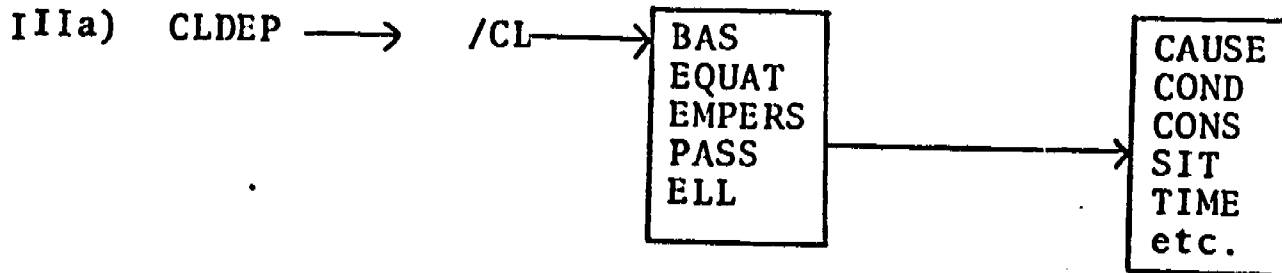 IIIa) CLDEP → /CL →
BAS
EQUAT
EMPERS
PASS
ELL
CAUSE
COND
CONS
SIT
TIME
etc.